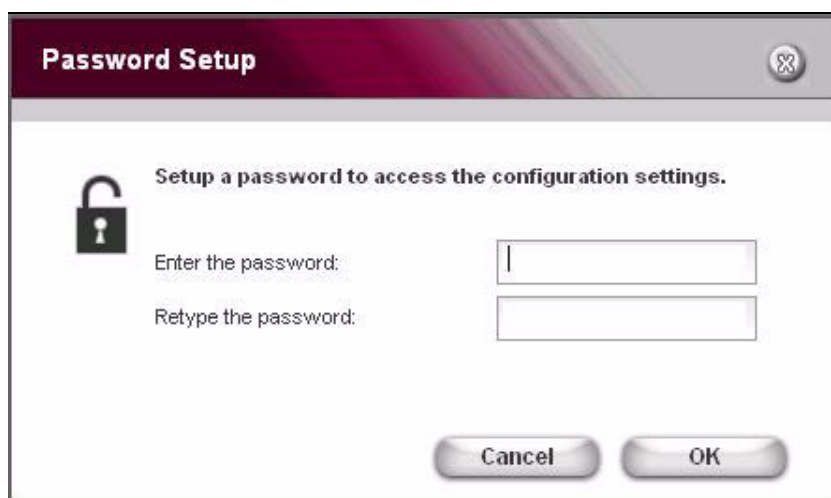 Password Setup
Setup a password to access the configuration settings.
Enter the password:
Retype the password:
Cancel OK